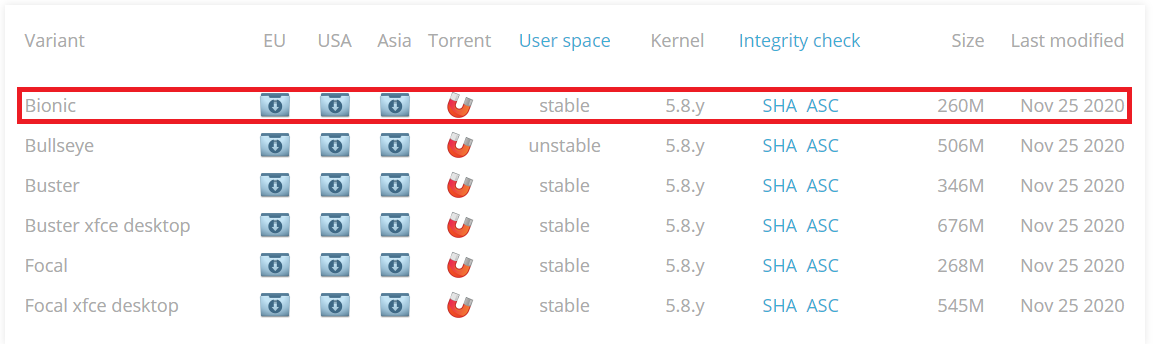 Variant EU USA Asia Torrent User space Kernel Integrity check Size Last modified
Bionic stable 5.8.y SHA ASC 260M Nov 25 2020
Bullseye unstable 5.8.y SHA ASC 506M Nov 25 2020
Buster stable 5.8.y SHA ASC 346M Nov 25 2020
Buster xfce desktop stable 5.8.y SHA ASC 676M Nov 25 2020
Focal stable 5.8.y SHA ASC 268M Nov 25 2020
Focal xfce desktop stable 5.8.y SHA ASC 545M Nov 25 2020